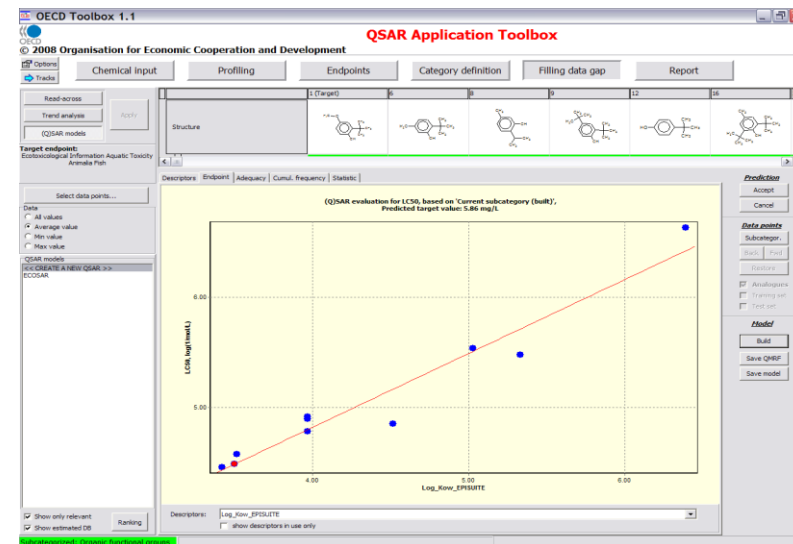 OECD Toolbox 1.1
OECD
QSAR Application Toolbox
© 2008 Organisation for Economic Cooperation and Development
Options
Tracks
Chemical input
Profiling
Endpoints
Category definition
Filling data gap
Report
Read-across
Trend analysis
(Q)SAR models
Apply
Target endpoint:
Ecotoxicological Information Aquatic Toxicity
Animalia Fish
1 (Target)
6
8
9
12
16
Structure
Select data points...
Data
All values
Average value
Min value
Max value
QSAR models
<< CREATE A NEW QSAR >>
ECOSAR
Show only relevant
Show estimated DB
Ranking
Subcategorized: Organic functional groups
Descriptors
Endpoint
Adequacy
Cumul. frequency
Statistic
(Q)SAR evaluation for LC50, based on 'Current subcategory (built)',
Predicted target value: 5.86 mg/L
LC50, log(1/mol/L)
6.00
5.00
4.00
5.00
6.00
Log_Kow_EPISUITE
Descriptors:
Log_Kow_EPISUITE
show descriptors in use only
Prediction
Accept
Cancel
Data points
Subcategor.
Back
Fwd
Restore
Analogues
Training set
Test set
Model
Build
Save QMRF
Save model